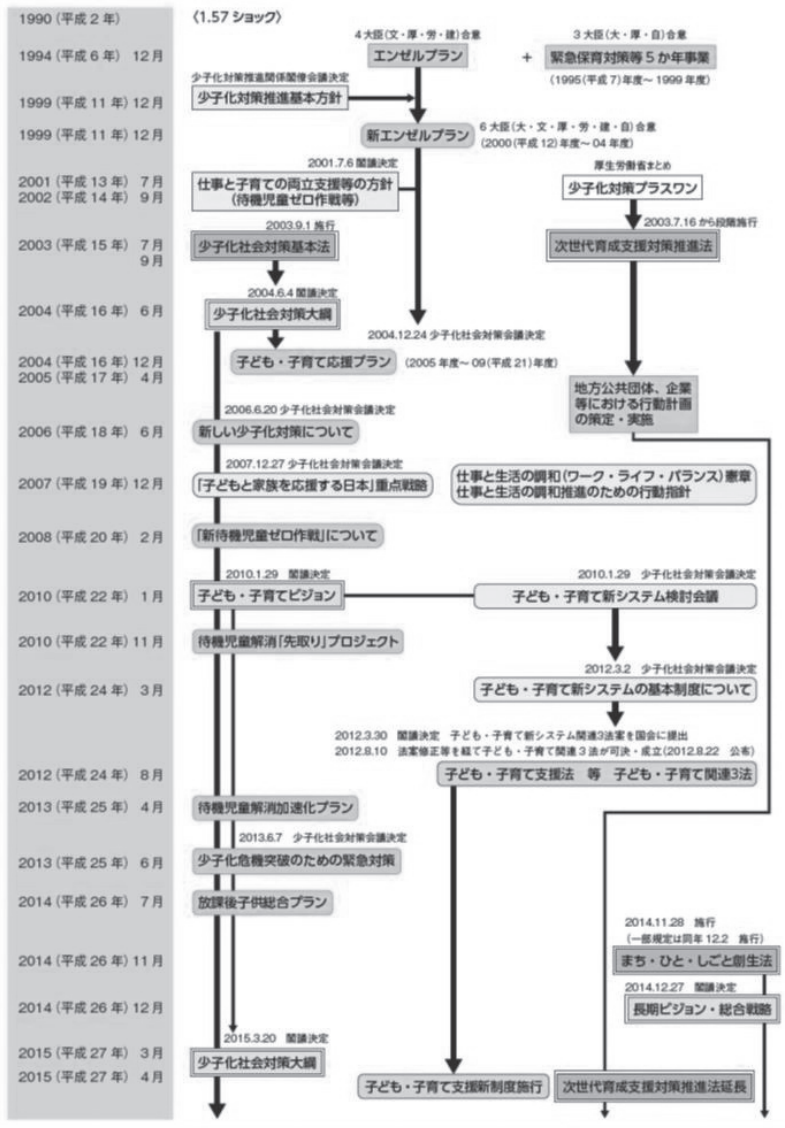 1990(平成2年)
〈1.57ショック〉
4大臣(文・厚・労・建)合意
3大臣(大・厚・自)合意
1994(平成6年)12月
エンゼルプラン
+
緊急保育対策等5か年事業
(1995(平成7)年度～1999年度)
少子化対策推進関係閣僚会議決定
1999(平成11年)12月
少子化対策推進基本方針
1999(平成11年)12月
新エンゼルプラン
6大臣(大・文・厚・労・建・自)合意
(2000(平成12)年度～04年度)
2001.7.6 閣議決定
厚生労働省まとめ
2001(平成13年)7月
仕事と子育ての両立支援等の方針
(待機児童ゼロ作戦等)
2002(平成14年)9月
少子化対策プラスワン
2003.9.1 施行
2003.7.16から段階施行
2003(平成15年)7月
9月
少子化社会対策基本法
次世代育成支援対策推進法
2004.6.4 閣議決定
2004(平成16年)6月
少子化社会対策大綱
2004.12.24 少子化社会対策会議決定
2004(平成16年)12月
子ども・子育て応援プラン
(2005年度～09(平成21)年度)
2005(平成17年)4月
地方公共団体、企業
等における行動計画
の策定・実施
2006.6.20 少子化社会対策会議決定
2006(平成18年)6月
新しい少子化対策について
2007.12.27 少子化社会対策会議決定
2007(平成19年)12月
「子どもと家族を応援する日本」重点戦略
仕事と生活の調和(ワーク・ライフ・バランス)憲章
仕事と生活の調和推進のための行動指針
2008(平成20年)2月
「新待機児童ゼロ作戦」について
2010.1.29 閣議決定
2010.1.29 少子化社会対策会議決定
2010(平成22年)1月
子ども・子育てビジョン
子ども・子育て新システム検討会議
2010(平成22年)11月
待機児童解消「先取り」プロジェクト
2012.3.2 少子化社会対策会議決定
2012(平成24年)3月
子ども・子育て新システムの基本制度について
2012.3.30 閣議決定 子ども・子育て新システム関連3法案を国会に提出
2012.8.10 法案修正等を経て子ども・子育て関連3法が可決・成立(2012.8.22 公布)
2012(平成24年)8月
子ども・子育て支援法 等 子ども・子育て関連3法
2013(平成25年)4月
待機児童解消加速化プラン
2013.6.7 少子化社会対策会議決定
2013(平成25年)6月
少子化危機突破のための緊急対策
2014(平成26年)7月
放課後子供総合プラン
2014.11.28 施行
(一部規定は同年12.2 施行)
2014(平成26年)11月
まち・ひと・しごと創生法
2014.12.27 閣議決定
2014(平成26年)12月
長期ビジョン・総合戦略
2015.3.20 閣議決定
2015(平成27年)3月
少子化社会対策大綱
2015(平成27年)4月
子ども・子育て支援新制度施行
次世代育成支援対策推進法延長